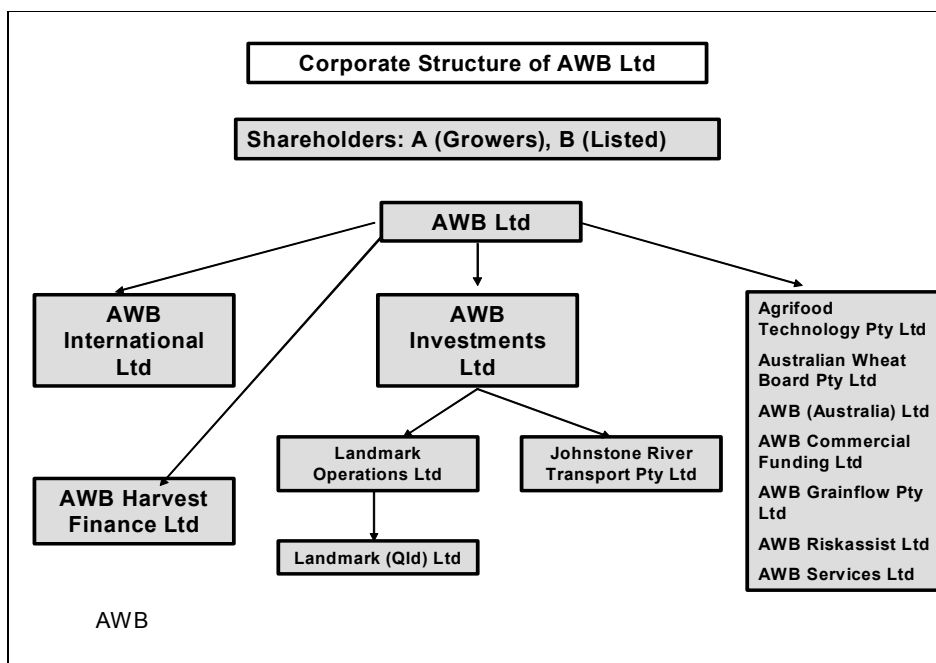 Corporate Structure of AWB Ltd
Shareholders: A (Growers), B (Listed)
AWB Ltd
AWB
International
Ltd
AWB
Investments
Ltd
Agrifood
Technology Pty Ltd
Australian Wheat
Board Pty Ltd
AWB (Australia) Ltd
AWB Commercial
Funding Ltd
AWB Grainflow Pty
Ltd
AWB Riskassist Ltd
AWB Services Ltd
Landmark
Operations Ltd
Johnstone River
Transport Pty Ltd
AWB Harvest
Finance Ltd
Landmark (Qld) Ltd
AWB